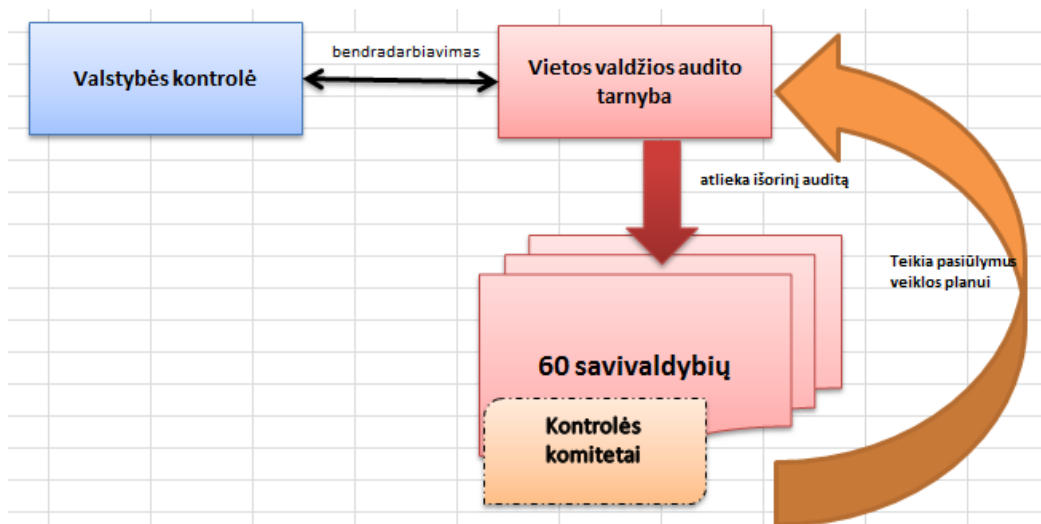 Valstybės kontrolė
bendradarbiavimas
Vietos valdžios audito
tarnyba
atlieka išorinį auditą
Teikia pasiūlymus
veiklos planui
60 savivaldybių
Kontrolės
komitetai